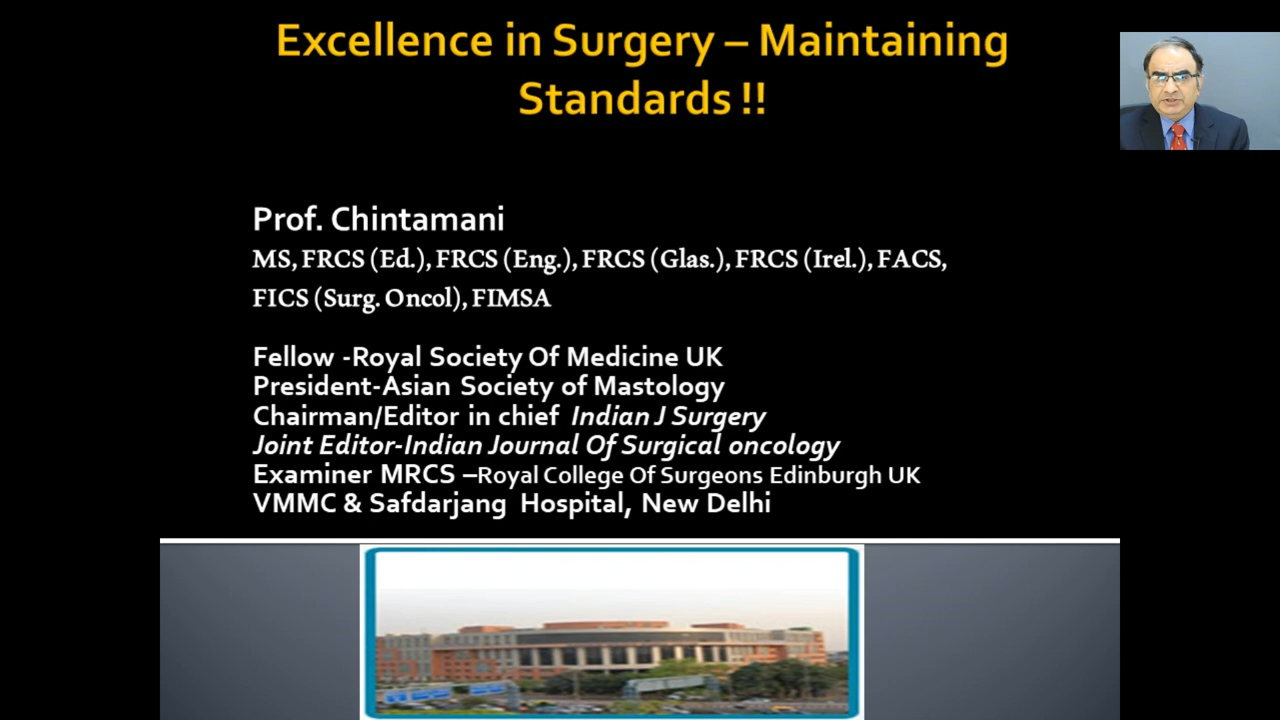 Excellence in Surgery – Maintaining
Standards !!
Prof. Chintamani
MS, FRCS (Ed.), FRCS (Eng.), FRCS (Glas.), FRCS (Irel.), FACS,
FICS (Surg. Oncol), FIMSA
Fellow -Royal Society Of Medicine UK
President-Asian Society of Mastology
Chairman/Editor in chief Indian J Surgery
Joint Editor-Indian Journal Of Surgical oncology
Examiner MRCS –Royal College Of Surgeons Edinburgh UK
VMMC & Safdarjang Hospital, New Delhi